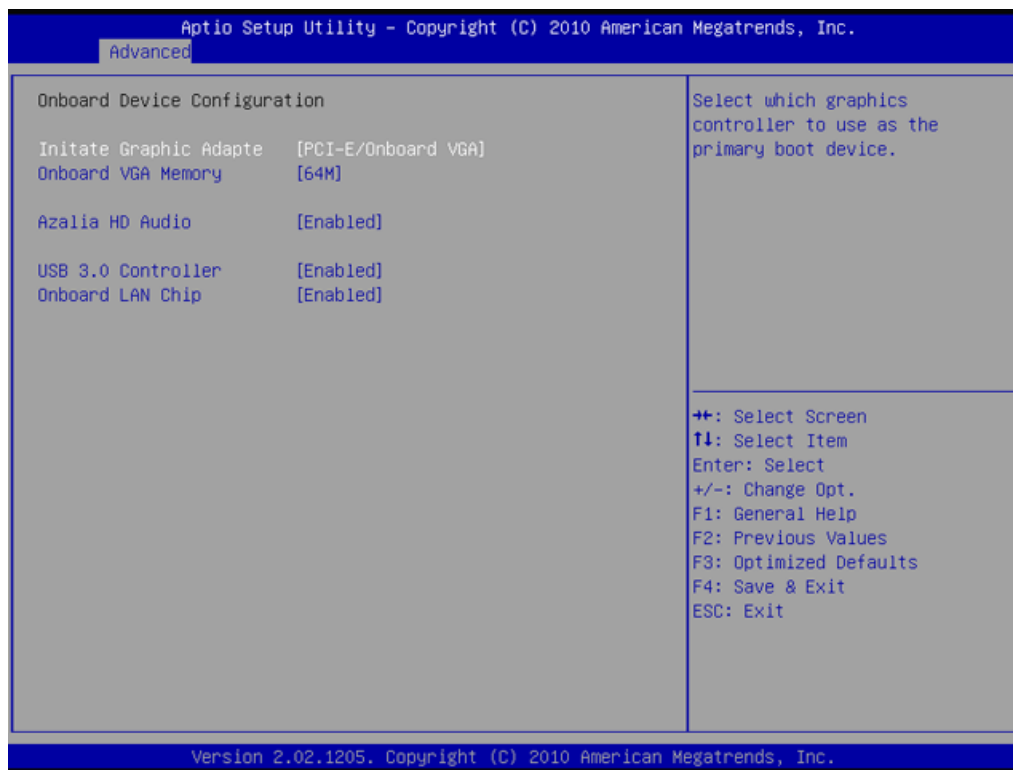 Aptio Setup Utility – Copyright (C) 2010 American Megatrends, Inc.
Advanced
Onboard Device Configuration
Initate Graphic Adapte [PCI-E/Onboard VGA]
Onboard VGA Memory [64M]
Azalia HD Audio [Enabled]
USB 3.0 Controller [Enabled]
Onboard LAN Chip [Enabled]
Select which graphics
controller to use as the
primary boot device.
→←: Select Screen
↑↓: Select Item
Enter: Select
+/-: Change Opt.
F1: General Help
F2: Previous Values
F3: Optimized Defaults
F4: Save & Exit
ESC: Exit
Version 2.02.1205. Copyright (C) 2010 American Megatrends, Inc.